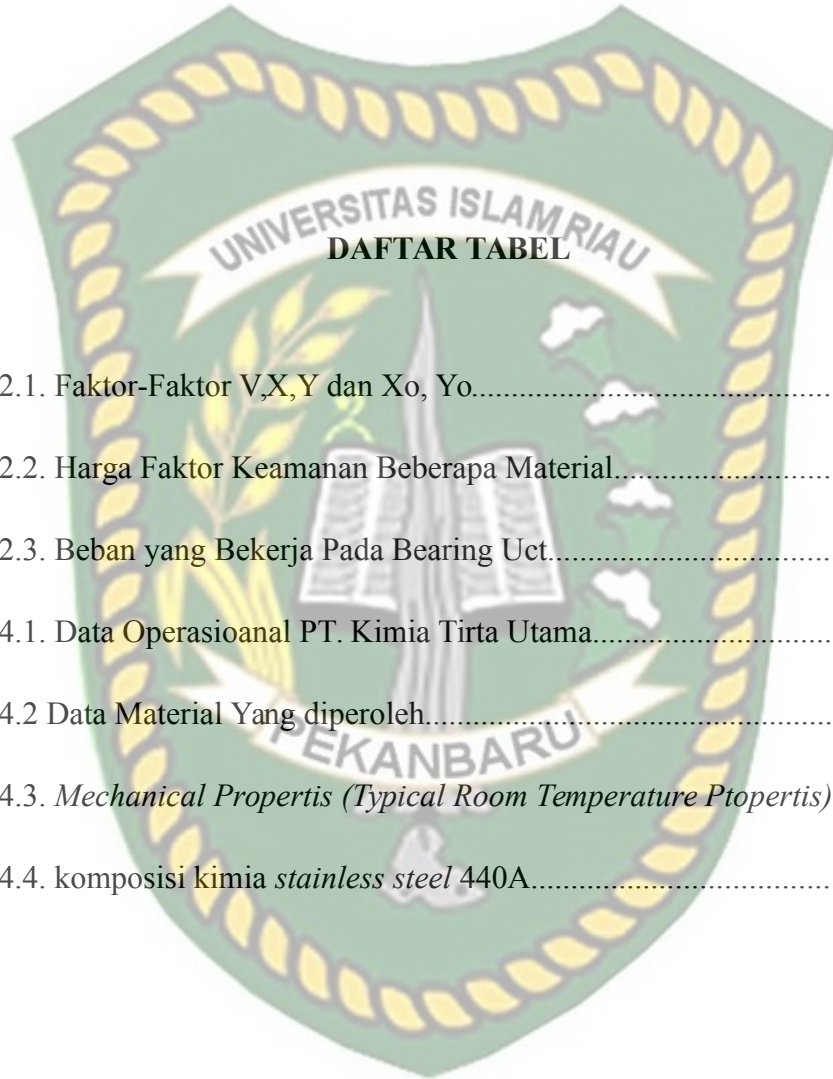 UNIVERSITAS ISLAM RIAU
DAFTAR TABEL
2.1. Faktor-Faktor V,X,Y dan Xo, Yo..............................................
2.2. Harga Faktor Keamanan Beberapa Material............................
2.3. Beban yang Bekerja Pada Bearing Uct....................................
4.1. Data Operasioanal PT. Kimia Tirta Utama..............................
4.2 Data Material Yang diperoleh...................................................
4.3. Mechanical Propertis (Typical Room Temperature Ptopertis)
4.4. komposisi kimia stainless steel 440A......................................
PEKANBARU